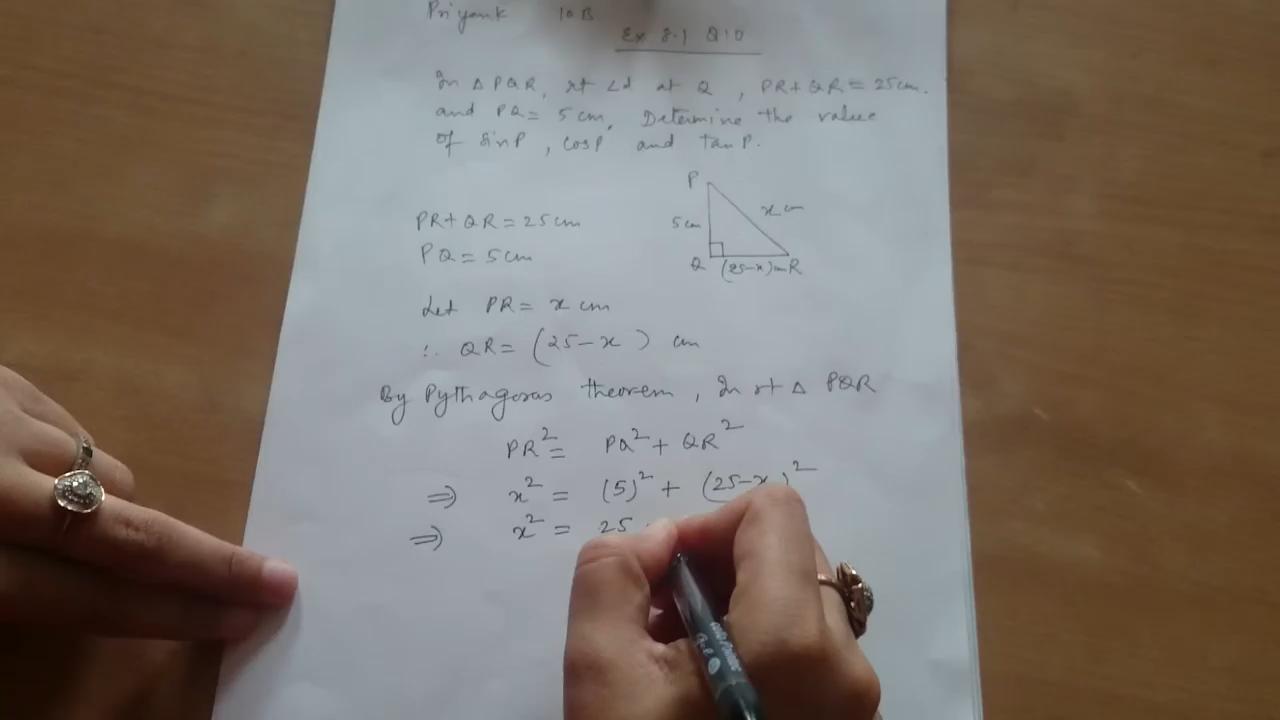 Priyank 10 B
Ex 8.1 Q10
In △ PQR, rt ∠d at Q, PR + QR = 25 cm.
and PQ = 5 cm. Determine the value
of sin P, cos P and tan P.
P
5 cm
x cm
Q (25-x) cm R
PR + QR = 25 cm
PQ = 5 cm
Let PR = x cm
∴ QR = (25-x) cm
By Pythagoras theorem, In rt △ PQR
PR² = PQ² + QR²
⇒ x² = (5)² + (25-x)²
⇒ x² = 25
Gel